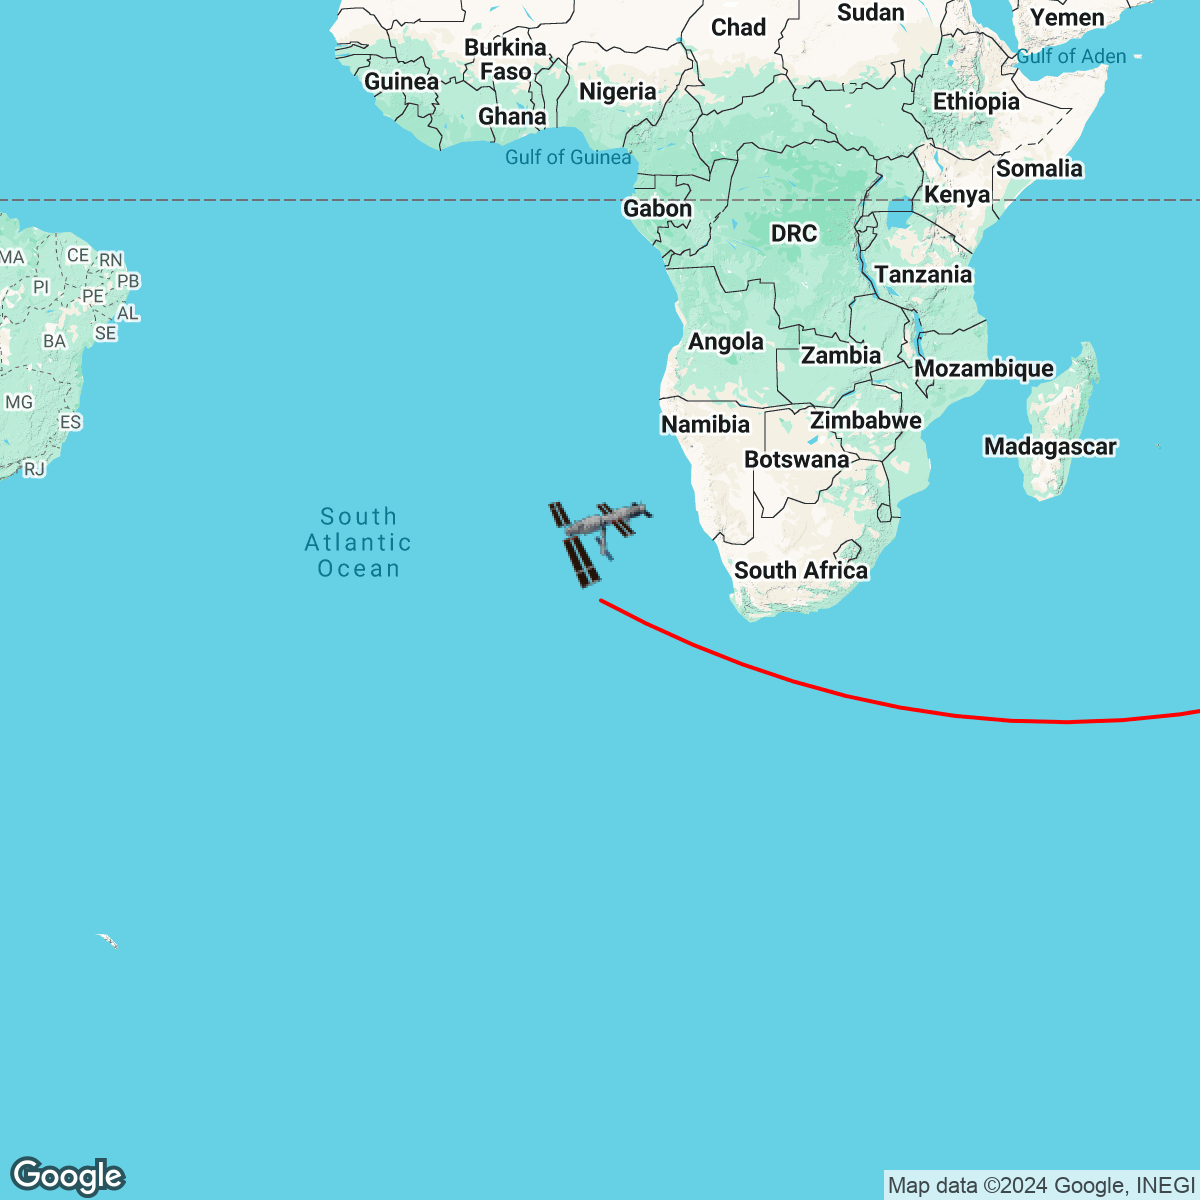 Sudan
Yemen
Chad
Burkina
Faso
Gulf of Aden
Guinea
Nigeria
Ethiopia
Ghana
Gulf of Guinea
Somalia
Kenya
Gabon
DRC
MA
CE
RN
Tanzania
PI
PB
PE
AL
SE
BA
Angola
Zambia
Mozambique
MG
ES
Namibia
Zimbabwe
Madagascar
Botswana
RJ
South
Atlantic
Ocean
South Africa
Google
Map data ©2024 Google, INEGI